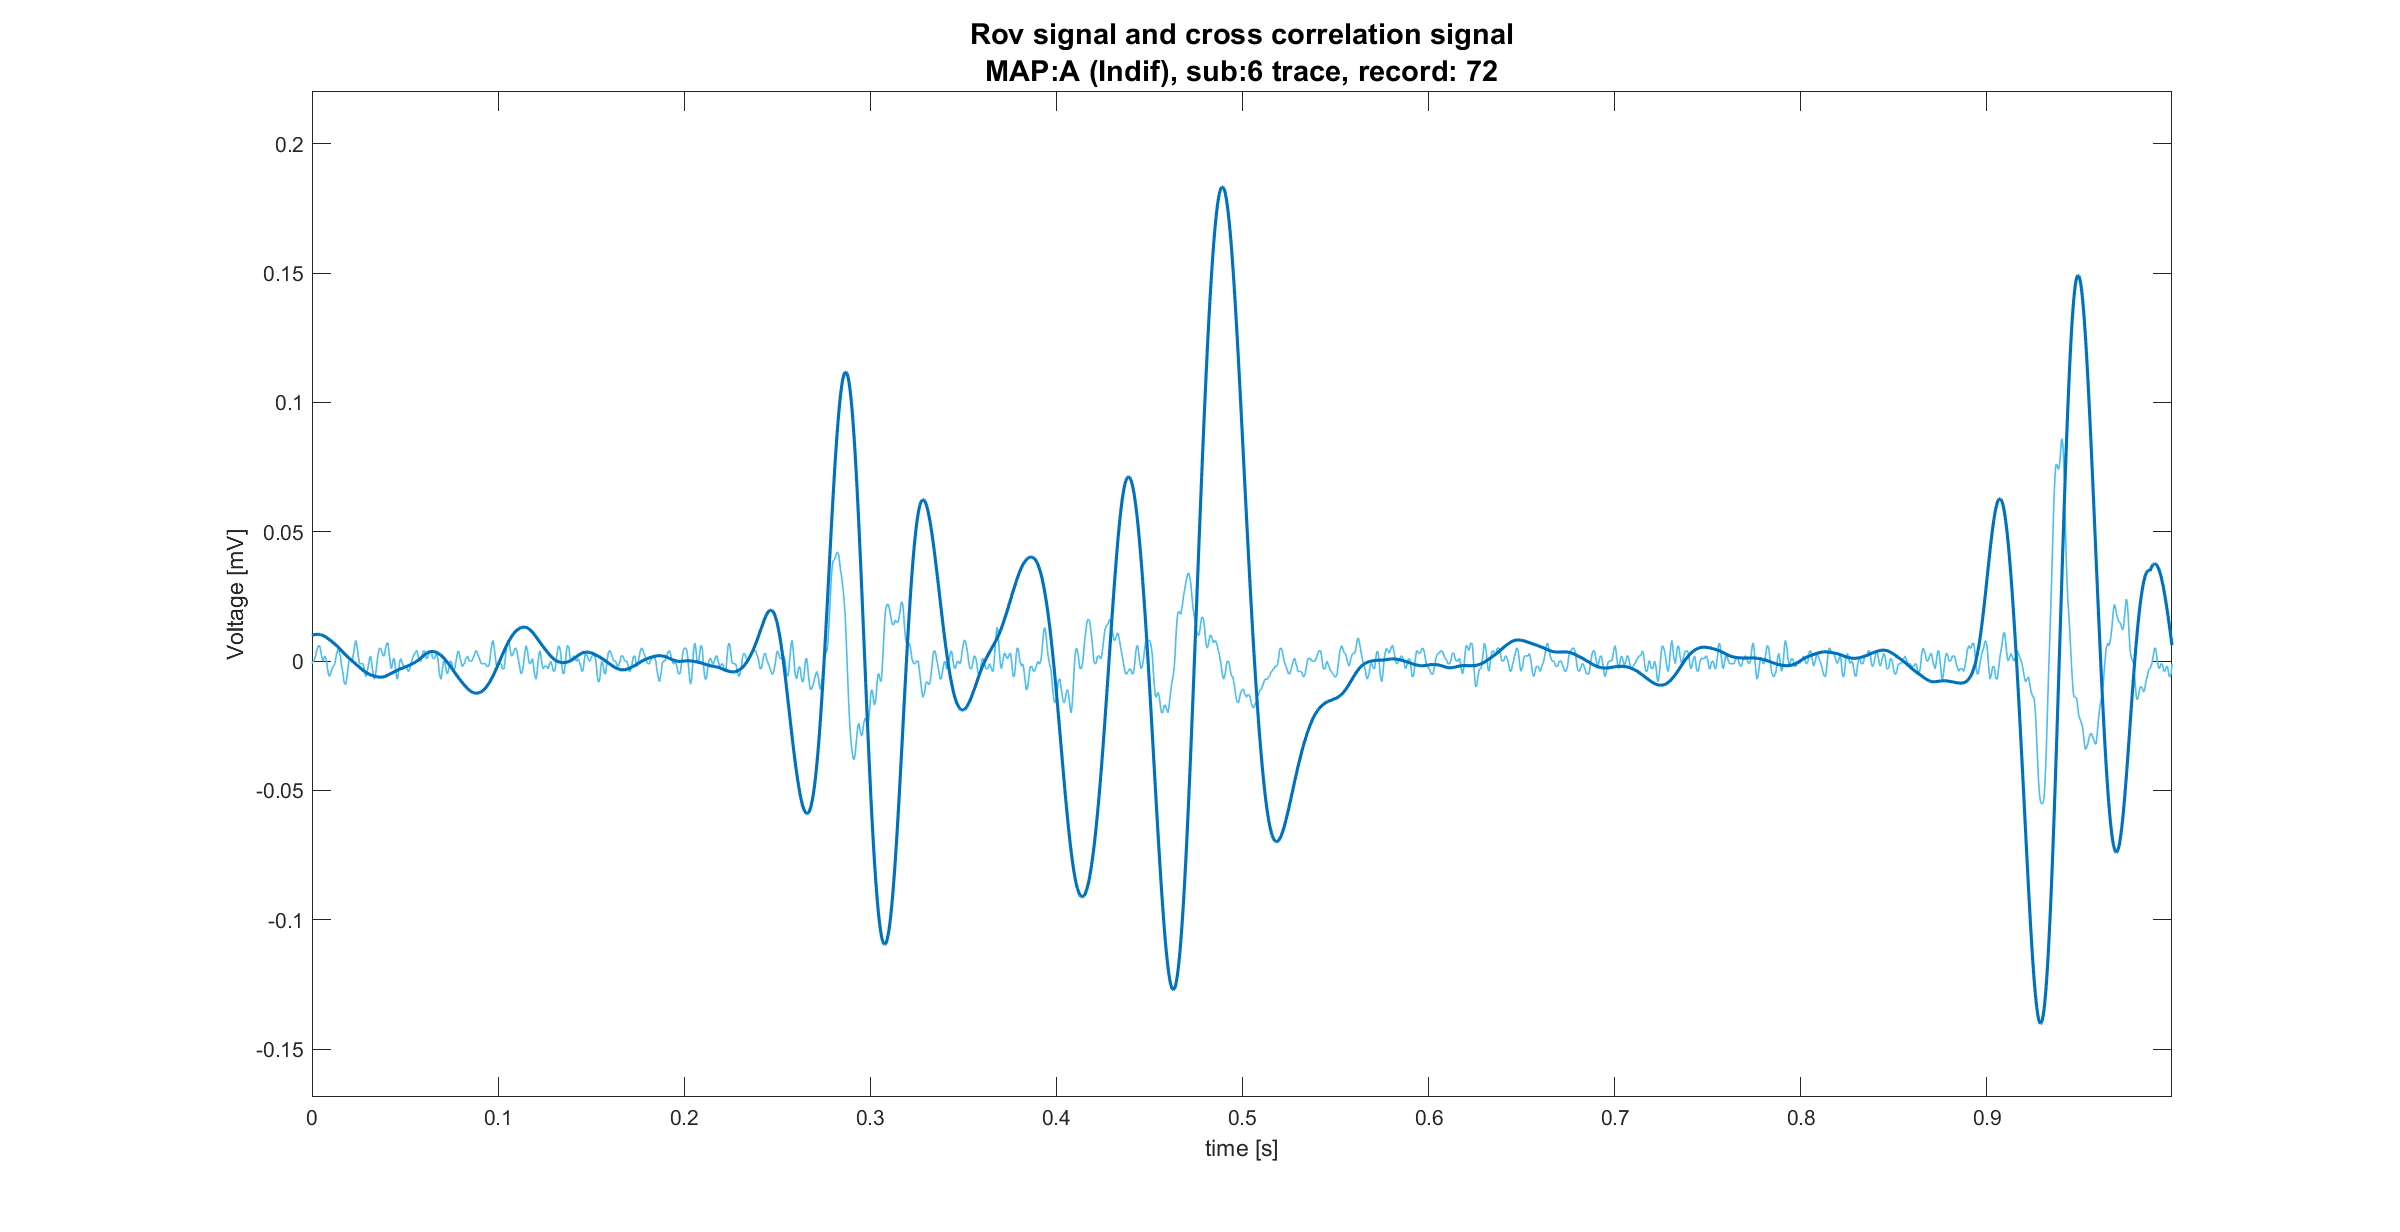 Rov signal and cross correlation signal
MAP:A (Indif), sub:6 trace, record: 72
0.2
0.15
0.1
0.05
0
-0.05
-0.1
-0.15
Voltage [mV]
0 0.1 0.2 0.3 0.4 0.5 0.6 0.7 0.8 0.9
time [s]